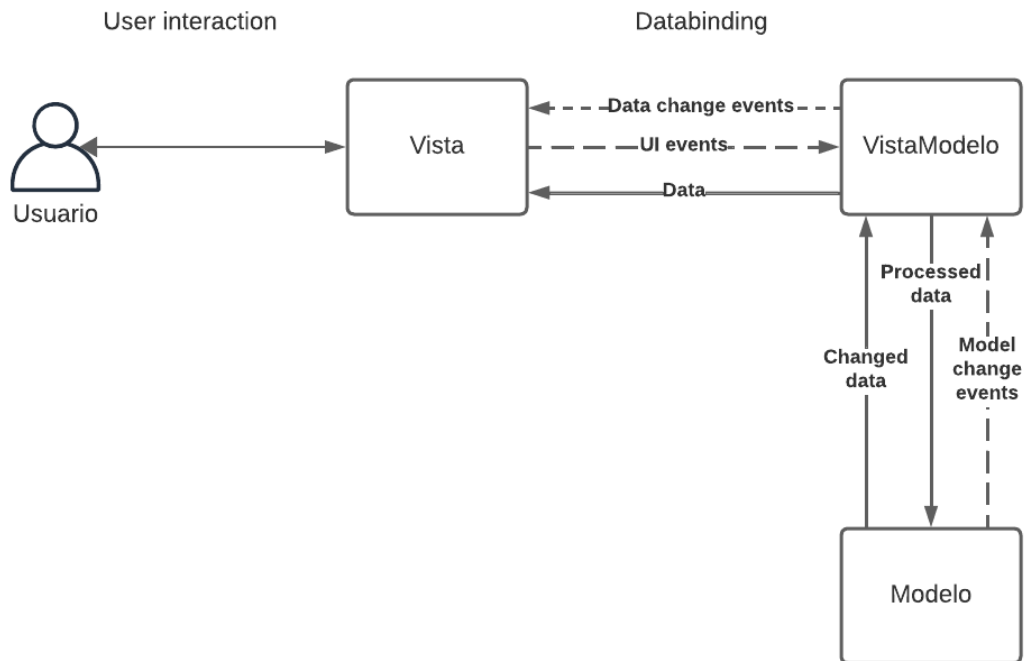 User interaction
Databinding
Data change events
Vista
UI events
VistaModelo
Data
Usuario
Processed
data
Changed
data
Model
change
events
Modelo